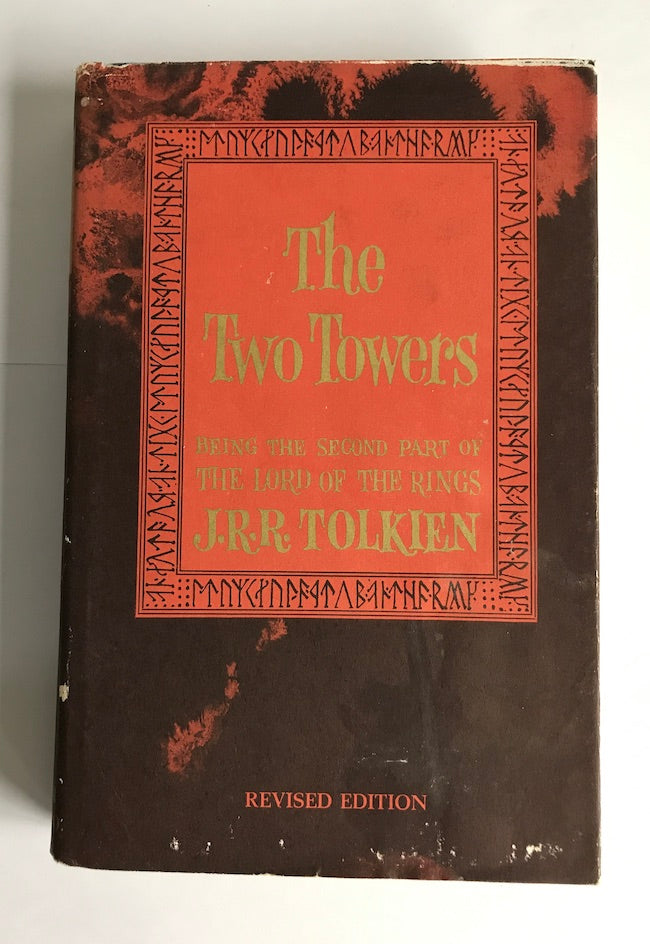 The
Two Towers
BEING THE SECOND PART OF
THE LORD OF THE RINGS
J.R.R. TOLKIEN
REVISED EDITION